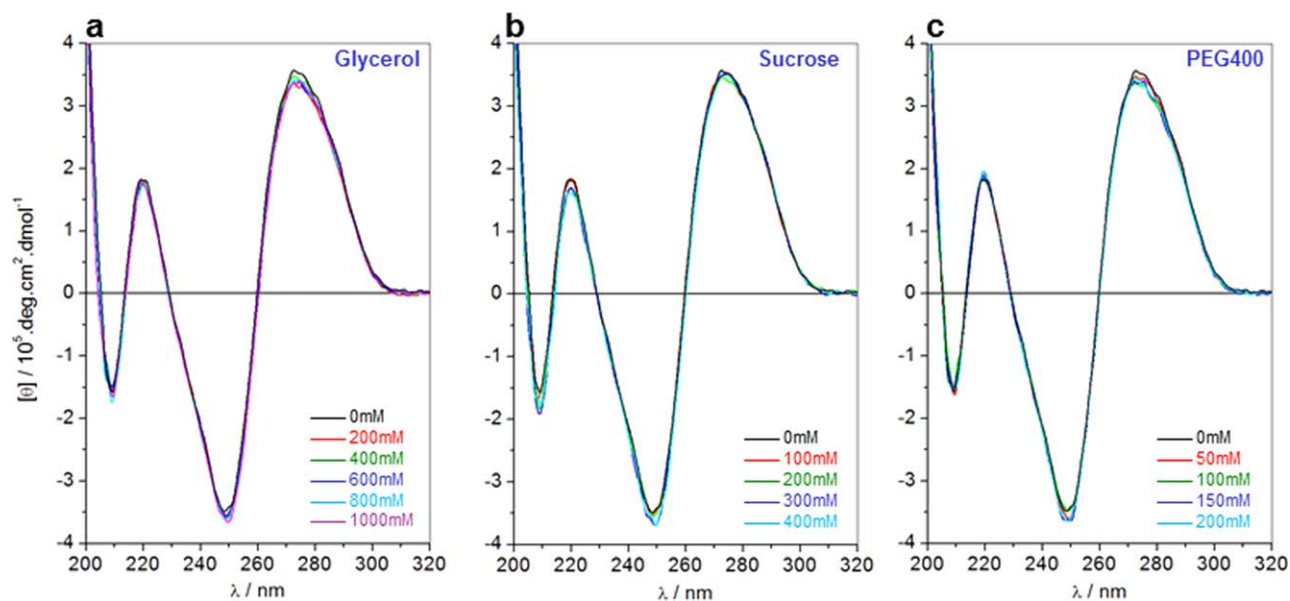 a
Glycerol
4
3
2
1
0
-1
-2
-3
-4
[θ] / 10⁵.deg.cm².dmol⁻¹
0mM
200mM
400mM
600mM
800mM
1000mM
200 220 240 260 280 300 320
λ / nm
b
Sucrose
4
3
2
1
0
-1
-2
-3
-4
0mM
100mM
200mM
300mM
400mM
200 220 240 260 280 300 320
λ / nm
c
PEG400
4
3
2
1
0
-1
-2
-3
-4
0mM
50mM
100mM
150mM
200mM
200 220 240 260 280 300 320
λ / nm